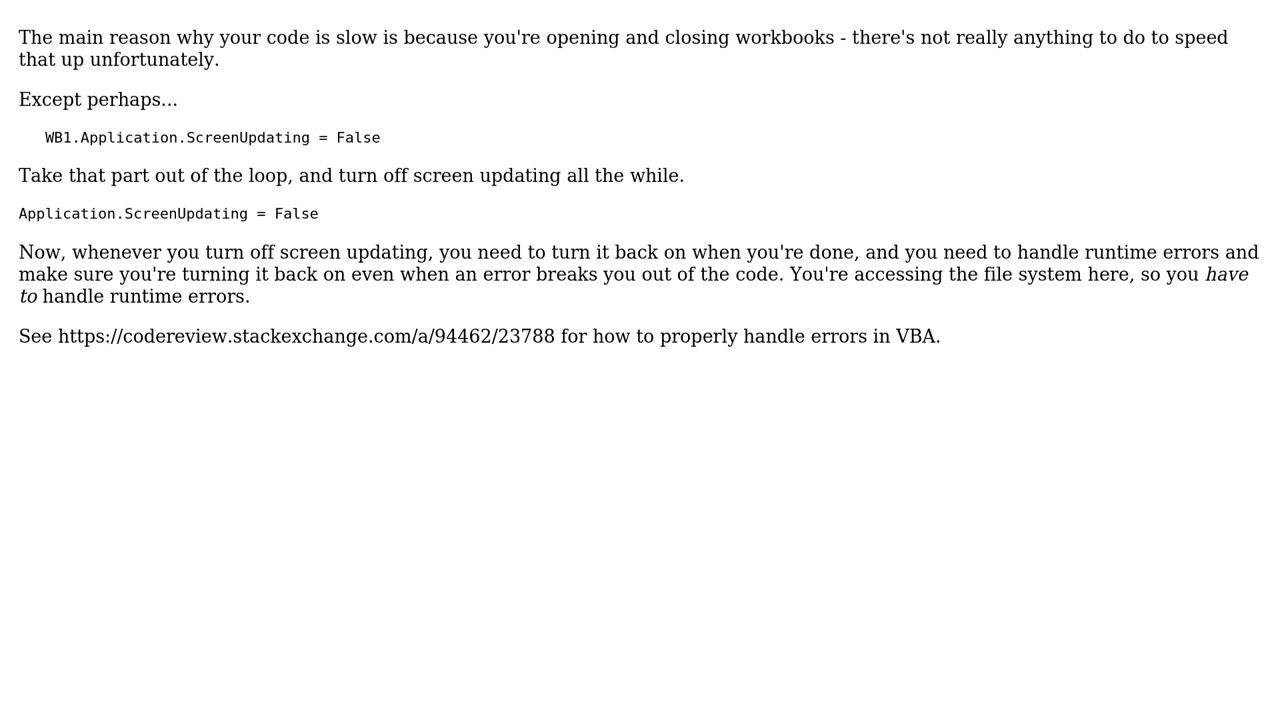 The main reason why your code is slow is because you're opening and closing workbooks - there's not really anything to do to speed
that up unfortunately.
Except perhaps...
WB1.Application.ScreenUpdating = False
Take that part out of the loop, and turn off screen updating all the while.
Application.ScreenUpdating = False
Now, whenever you turn off screen updating, you need to turn it back on when you're done, and you need to handle runtime errors and
make sure you're turning it back on even when an error breaks you out of the code. You're accessing the file system here, so you have
to handle runtime errors.
See https://codereview.stackexchange.com/a/94462/23788 for how to properly handle errors in VBA.